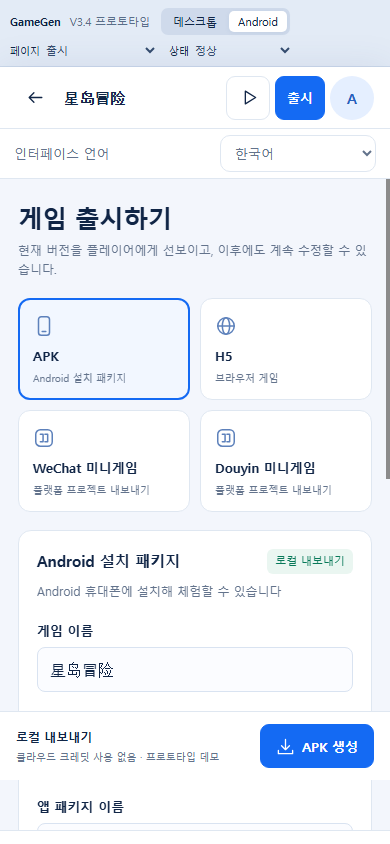 GameGen V3.4 프로토타입 데스크톱 Android
페이지 출시 상태 정상
星岛冒险 출시 A
인터페이스 언어 한국어
게임 출시하기
현재 버전을 플레이어에게 선보이고, 이후에도 계속 수정할 수 있
습니다.
APK
Android 설치 패키지
H5
브라우저 게임
WeChat 미니게임
플랫폼 프로젝트 내보내기
Douyin 미니게임
플랫폼 프로젝트 내보내기
Android 설치 패키지 로컬 내보내기
Android 휴대폰에 설치해 체험할 수 있습니다
게임 이름
星岛冒险
로컬 내보내기
클라우드 크레딧 사용 없음 · 프로토타입 데모
APK 생성
앱 패키지 이름